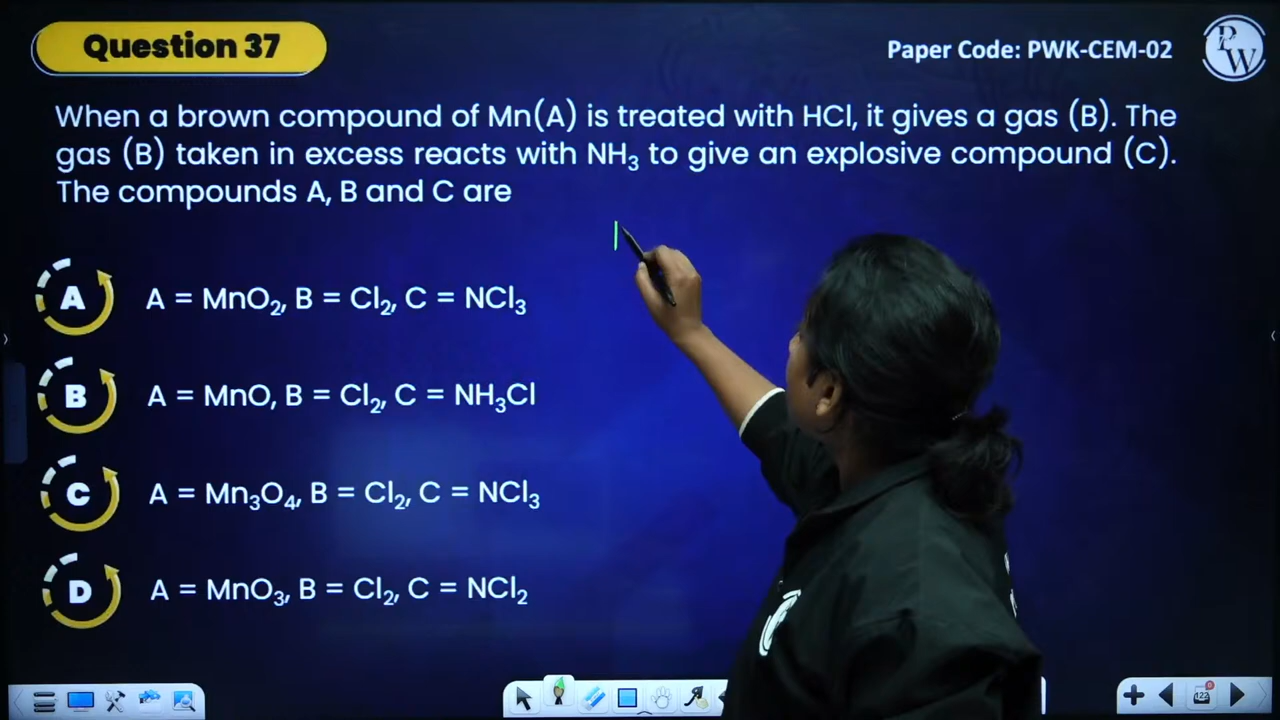 Question 37
Paper Code: PWK-CEM-02
PW
When a brown compound of Mn(A) is treated with HCl, it gives a gas (B). The
gas (B) taken in excess reacts with NH₃ to give an explosive compound (C).
The compounds A, B and C are
A A = MnO₂, B = Cl₂, C = NCl₃
B A = MnO, B = Cl₂, C = NH₃Cl
C A = Mn₃O₄, B = Cl₂, C = NCl₃
D A = MnO₃, B = Cl₂, C = NCl₂